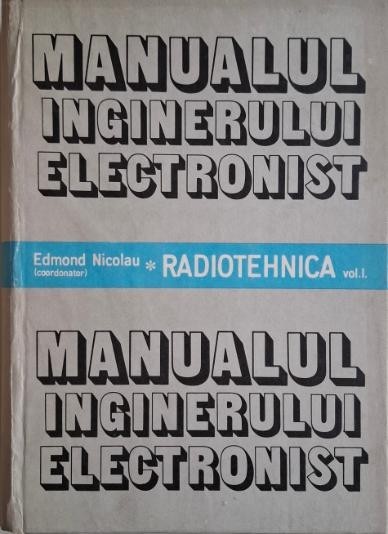 MANUALUL
INGINERULUI
ELECTRONIST
Edmond Nicolau
(coordonator)
* RADIOTEHNICA vol.I.
MANUALUL
INGINERULUI
ELECTRONIST